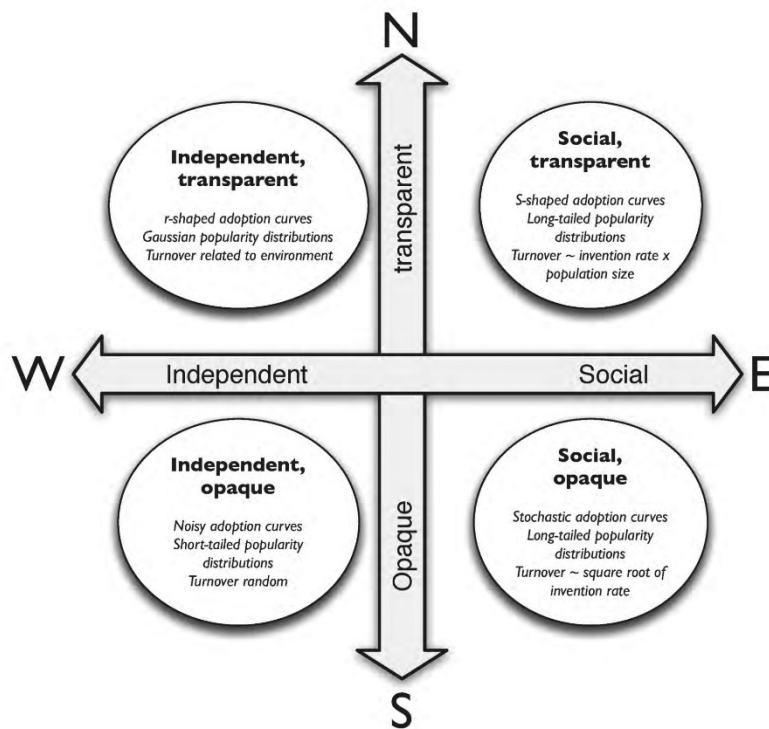 N
Independent,
transparent
r-shaped adoption curves
Gaussian popularity distributions
Turnover related to environment
transparent
Social,
transparent
S-shaped adoption curves
Long-tailed popularity
distributions
Turnover ~ invention rate x
population size
W
Independent
Social
E
Independent,
opaque
Noisy adoption curves
Short-tailed popularity
distributions
Turnover random
Opaque
Social,
opaque
Stochastic adoption curves
Long-tailed popularity
distributions
Turnover ~ square root of
invention rate
S